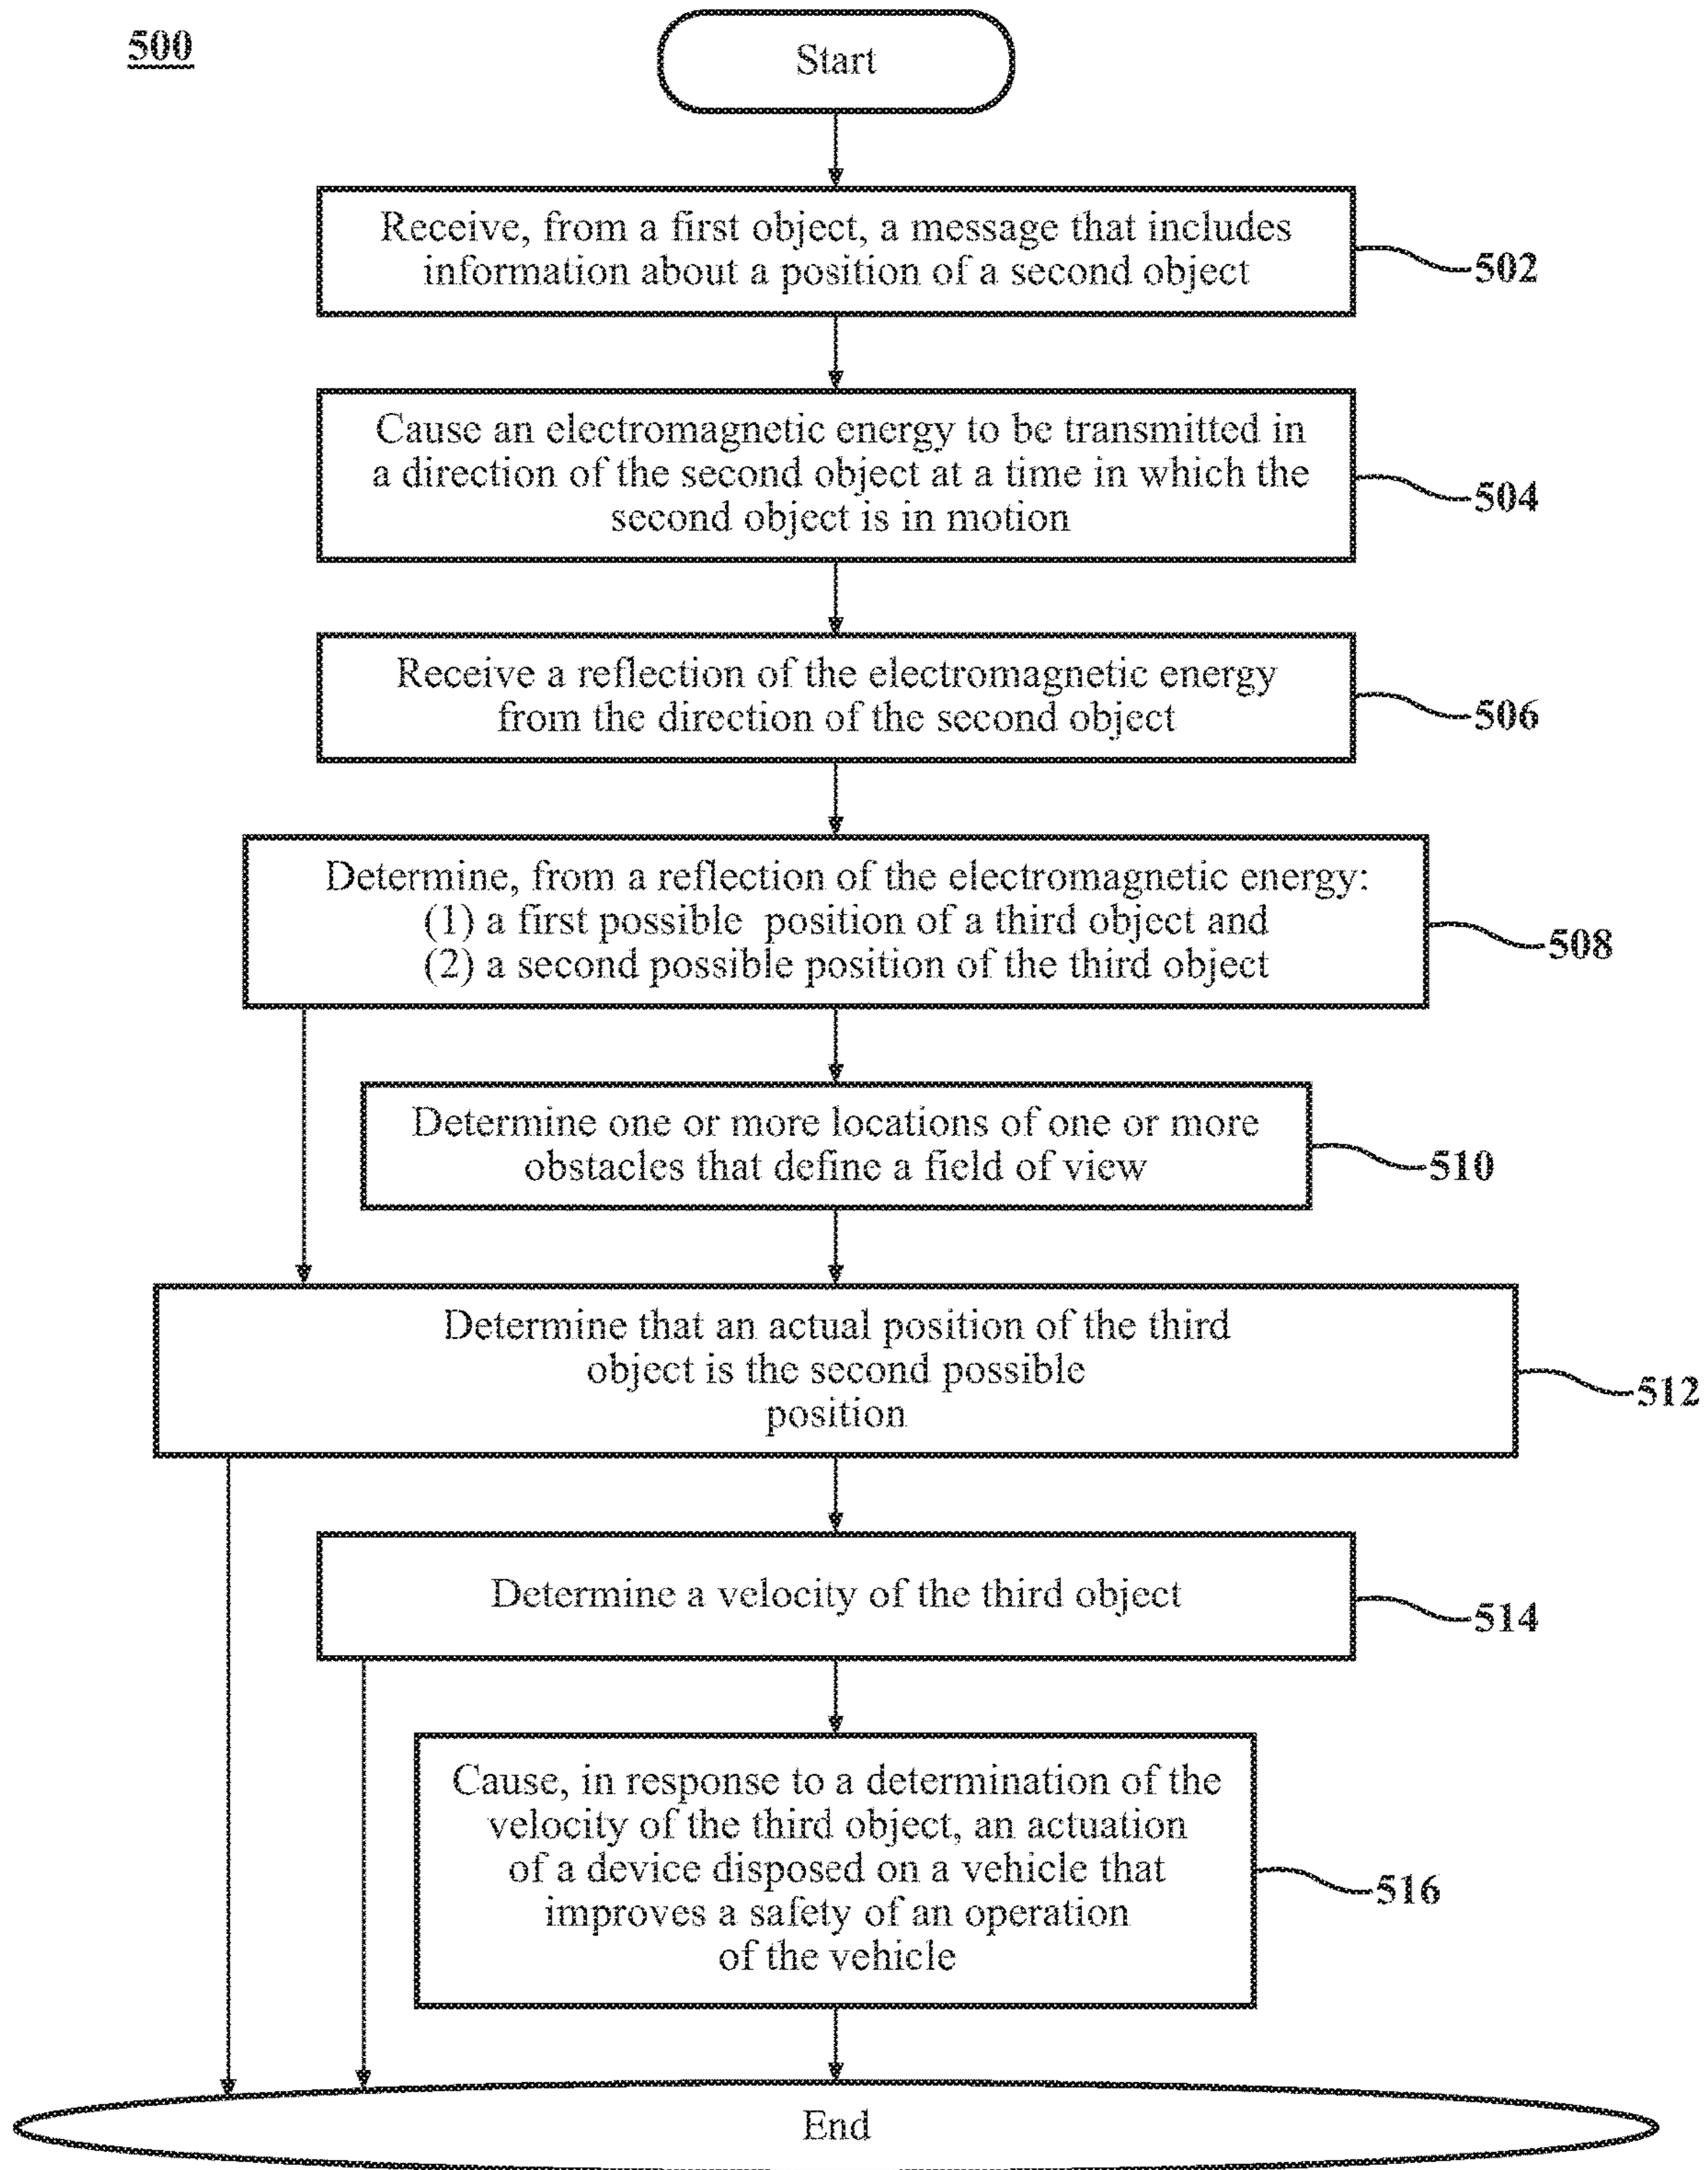 500
Start
Receive, from a first object, a message that includes
information about a position of a second object
502
Cause an electromagnetic energy to be transmitted in
a direction of the second object at a time in which the
second object is in motion
504
Receive a reflection of the electromagnetic energy
from the direction of the second object
506
Determine, from a reflection of the electromagnetic energy:
(1) a first possible position of a third object and
(2) a second possible position of the third object
508
Determine one or more locations of one or more
obstacles that define a field of view
510
Determine that an actual position of the third
object is the second possible
position
512
Determine a velocity of the third object
514
Cause, in response to a determination of the
velocity of the third object, an actuation
of a device disposed on a vehicle that
improves a safety of an operation
of the vehicle
516
End